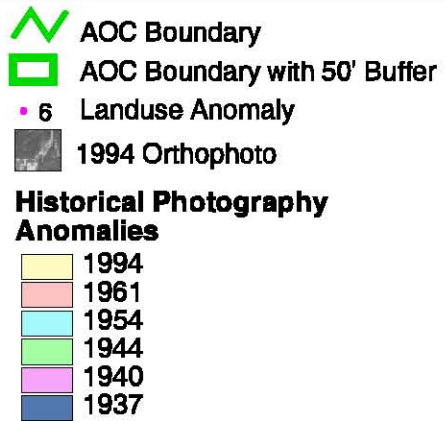 AOC Boundary
AOC Boundary with 50' Buffer
6 Landuse Anomaly
1994 Orthophoto
Historical Photography
Anomalies
1994
1961
1954
1944
1940
1937